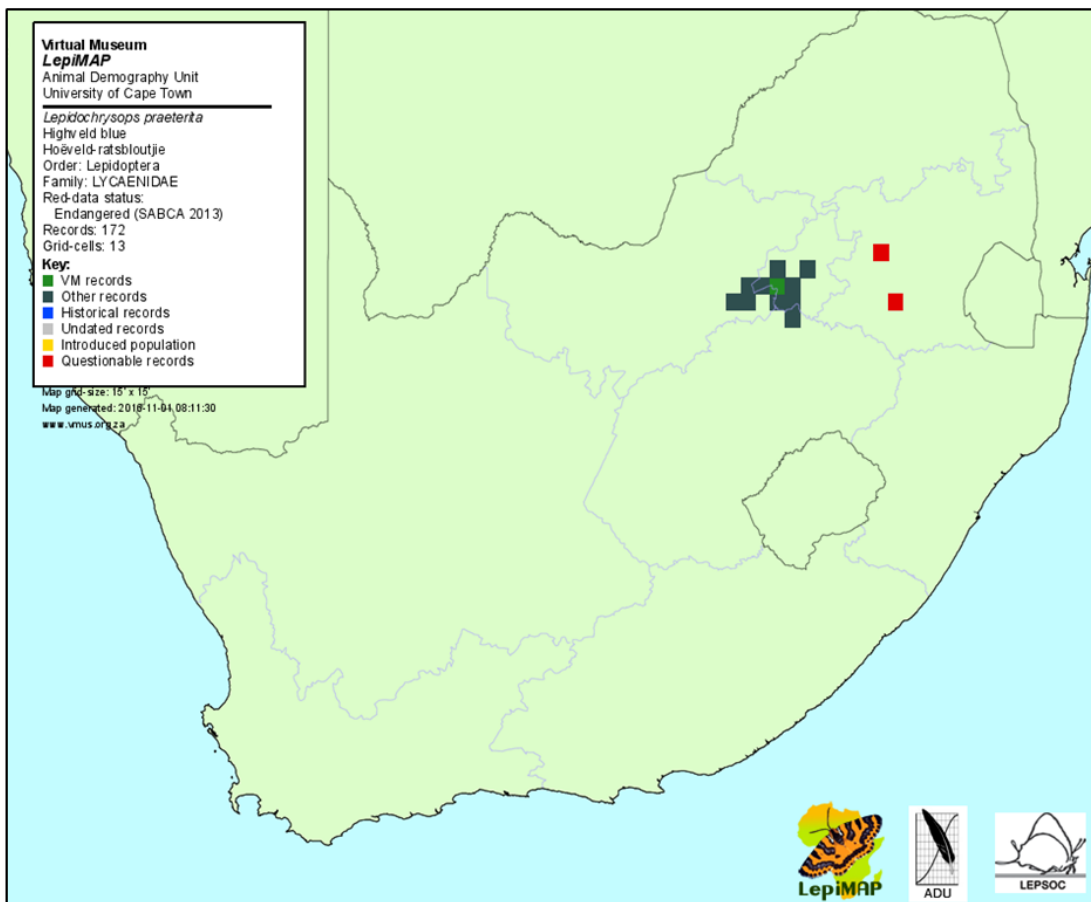 Virtual Museum
LepiMAP
Animal Demography Unit
University of Cape Town
Lepidochrysops praeterita
Highveld blue
Hoëveld-ratsbloutjie
Order: Lepidoptera
Family: LYCAENIDAE
Red-data status:
Endangered (SABCA 2013)
Records: 172
Grid-cells: 13
Key:
VM records
Other records
Historical records
Undated records
Introduced population
Questionable records
Map grid-size: 15' x 15'
Map generated: 2016-11-01 08:11:30
www.vmus.org.za
LepiMAP
ADU
LEPSOC